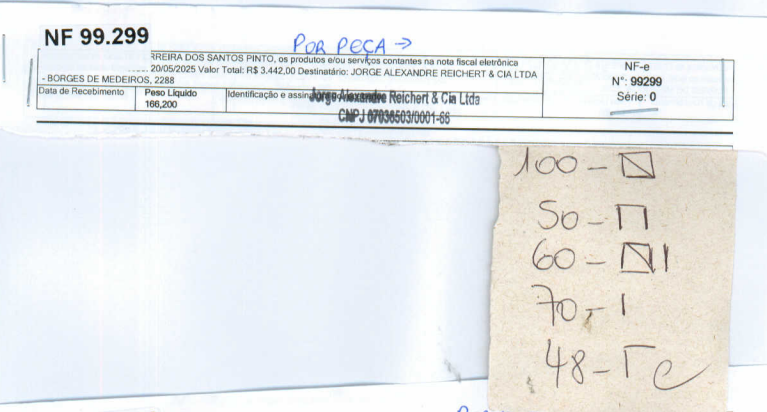 NF 99.299
POR PEÇA →
RREIRA DOS SANTOS PINTO, os produtos e/ou serviços contantes na nota fiscal eletrônica
20/05/2025 Valor Total: R$ 3.442,00 Destinatário: JORGE ALEXANDRE REICHERT & CIA LTDA
- BORGES DE MEDEIROS, 2288
Data de Recebimento
Peso Líquido
166,200
Identificação e assin
Jorge Alexandre Reichert & Cia Ltda
CNPJ 07036503/0001-66
NF-e
N°: 99299
Série: 0
100 -
50 -
60 -
70 -
48 -